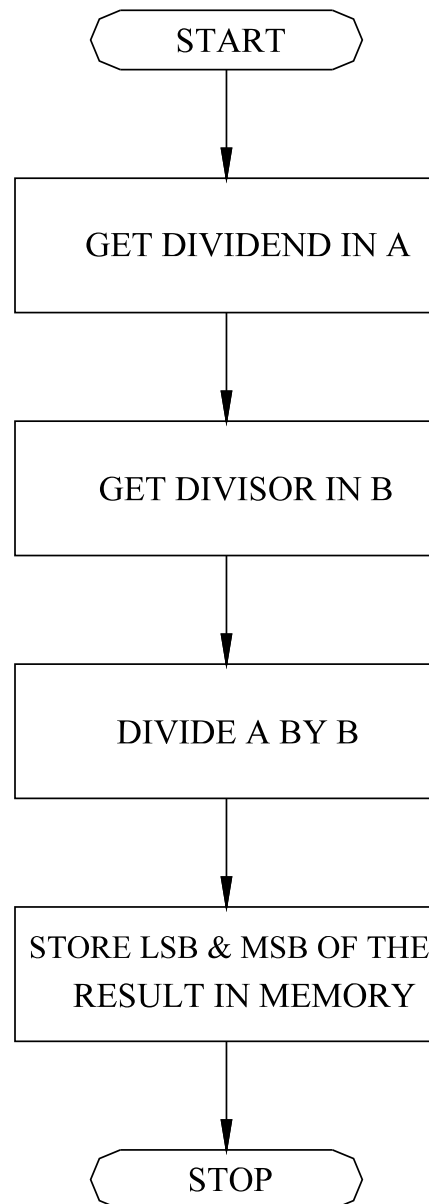 START
GET DIVIDEND IN A
GET DIVISOR IN B
DIVIDE A BY B
STORE LSB & MSB OF THE
RESULT IN MEMORY
STOP